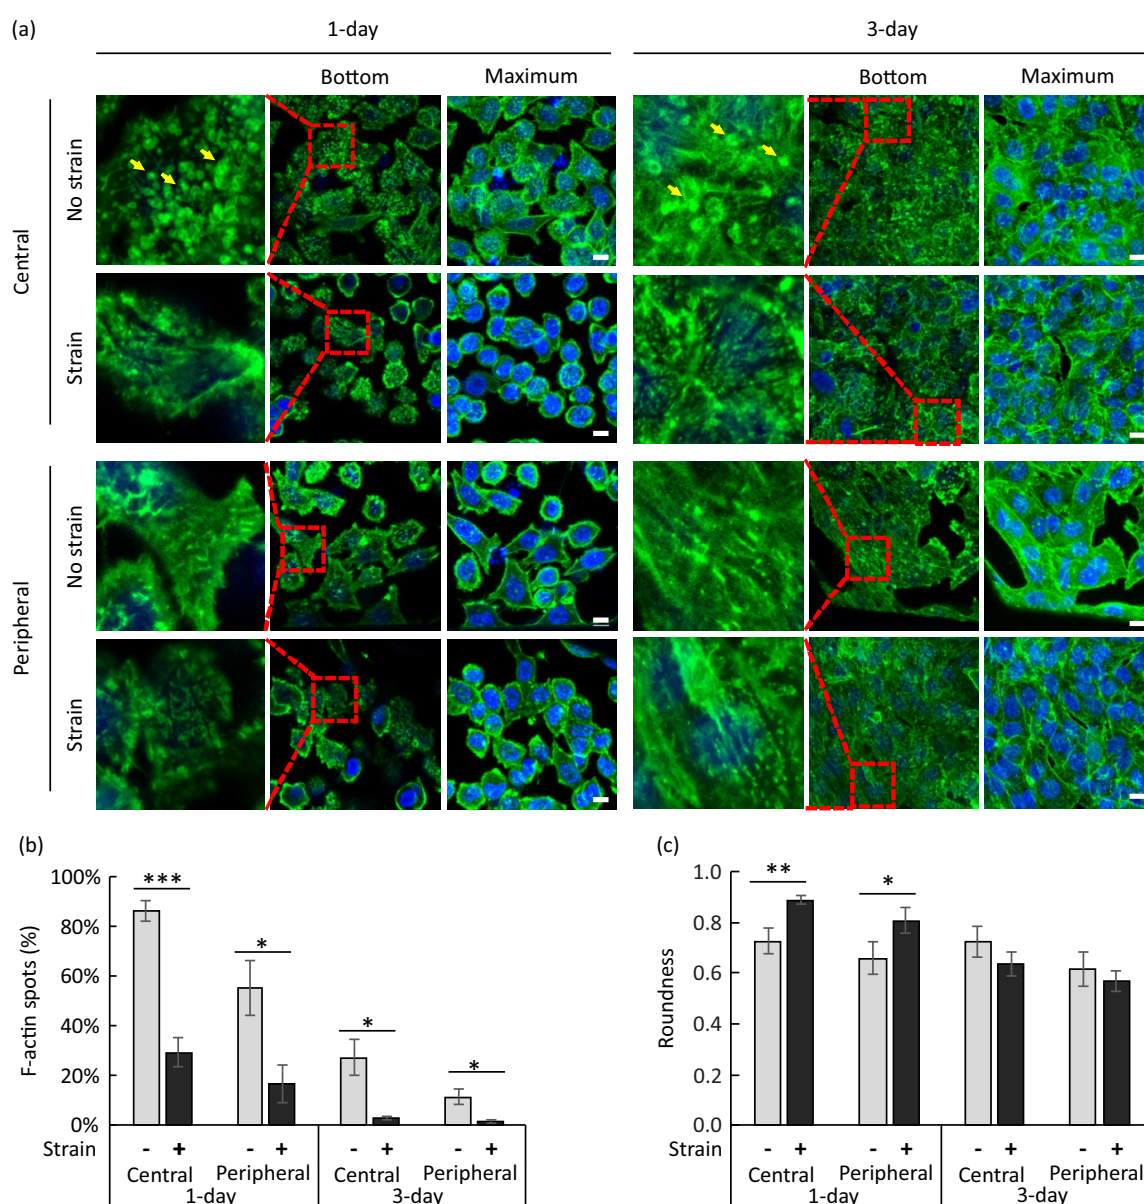 (a)
1-day
3-day
Bottom
Maximum
Bottom
Maximum
Central
No strain
Strain
Peripheral
No strain
Strain
(b)
F-actin spots (%)
100%
80%
60%
40%
20%
0%
***
*
*
*
Strain
- + - + - + - +
Central Peripheral Central Peripheral
1-day 3-day
(c)
Roundness
1.0
0.8
0.6
0.4
0.2
0.0
**
*
Strain
- + - + - + - +
Central Peripheral Central Peripheral
1-day 3-day